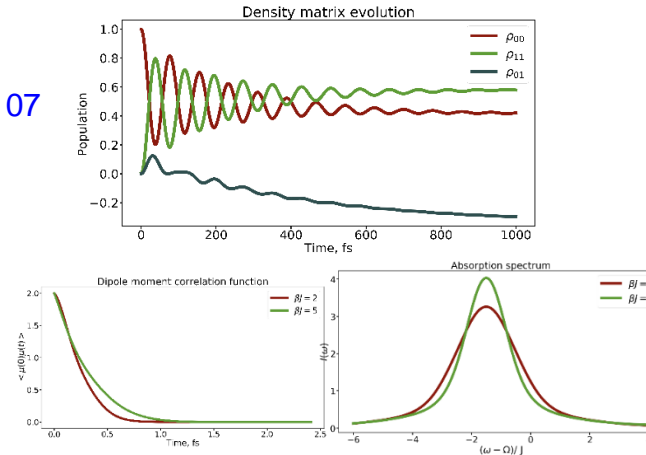 07
Density matrix evolution
Population
1.0
0.8
0.6
0.4
0.2
0.0
−0.2
ρ00
ρ11
ρ01
0 200 400 600 800 1000
Time, fs
Dipole moment correlation function
< μ(0)μ(t) >
2.0
1.5
1.0
0.5
0.0
βJ = 2
βJ = 5
0.0 0.5 1.0 1.5 2.0 2.5
Time, fs
Absorption spectrum
I(ω)
4
3
2
1
0
βJ =
βJ =
−6 −4 −2 0 2
(ω − Ω)/ J